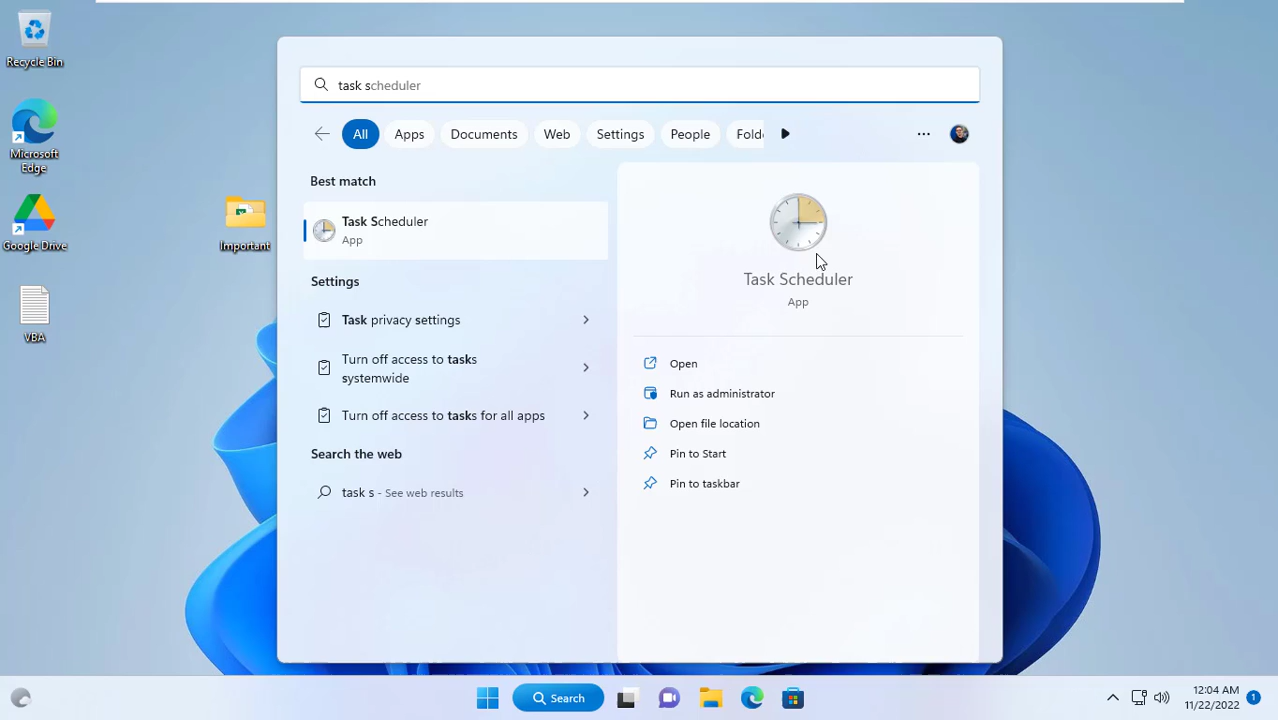 Recycle Bin
Microsoft
Edge
Google Drive
VBA
Important
task scheduler
All
Apps
Documents
Web
Settings
People
Folde
Best match
Task Scheduler
App
Settings
Task privacy settings
Turn off access to tasks
systemwide
Turn off access to tasks for all apps
Search the web
task s - See web results
Task Scheduler
App
Open
Run as administrator
Open file location
Pin to Start
Pin to taskbar
Search
12:04 AM
11/22/2022
1